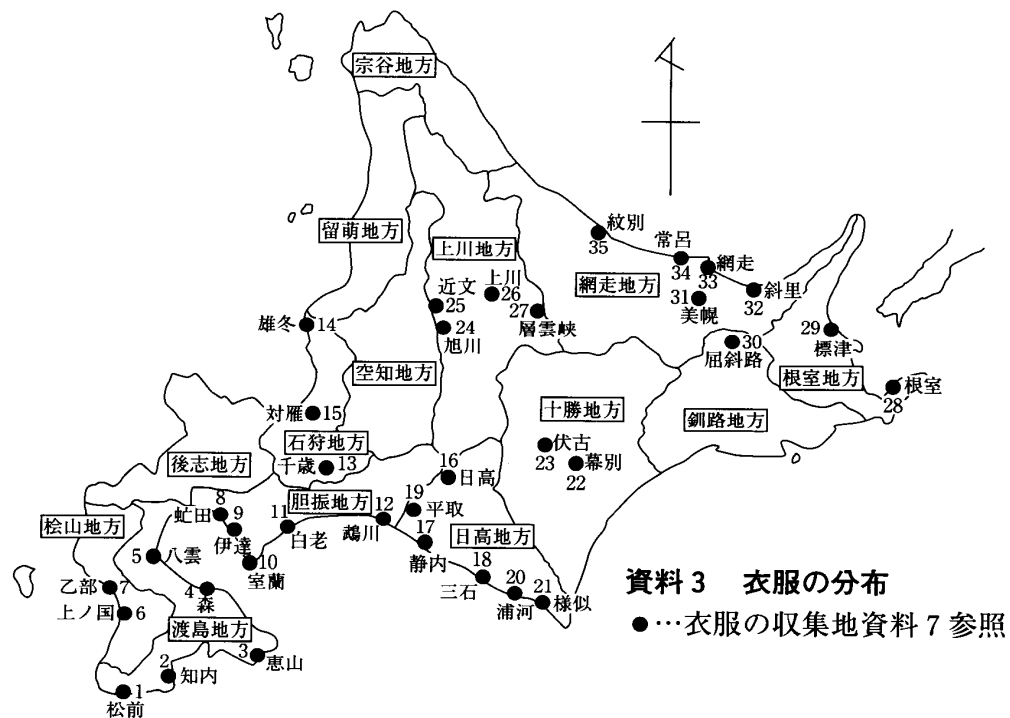 宗谷地方
留萌地方
上川地方
紋別
35
常呂
34
網走
33
網走地方
31
美幌
斜里
32
近文
25
上川
26
24
旭川
27
層雲峡
雄冬
14
30
屈斜路
29
標津
根室地方
根室
28
空知地方
十勝地方
釧路地方
対雁
15
石狩地方
千歳
13
伏古
23
幕別
22
後志地方
16
日高
胆振地方
19
平取
12
鵡川
17
静内
日高地方
18
三石
20
浦河
21
様似
8
虻田
9
伊達
11
白老
10
室蘭
桧山地方
5
八雲
乙部
7
4
森
上ノ国
6
渡島地方
3
恵山
2
知内
1
松前
資料3 衣服の分布
●…衣服の収集地資料7参照